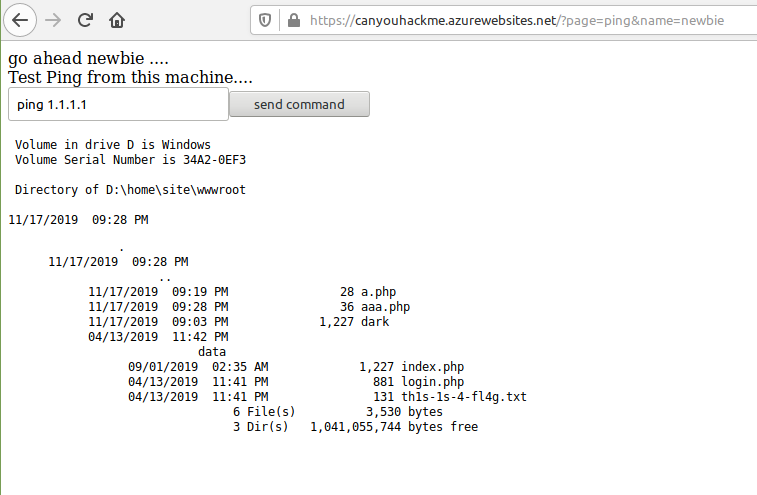 https://canyouhackme.azurewebsites.net/?page=ping&name=newbie
go ahead newbie ....
Test Ping from this machine....
ping 1.1.1.1 send command
Volume in drive D is Windows
Volume Serial Number is 34A2-0EF3
Directory of D:\home\site\wwwroot
11/17/2019 09:28 PM
.
11/17/2019 09:28 PM
..
11/17/2019 09:19 PM 28 a.php
11/17/2019 09:28 PM 36 aaa.php
11/17/2019 09:03 PM 1,227 dark
04/13/2019 11:42 PM
data
09/01/2019 02:35 AM 1,227 index.php
04/13/2019 11:41 PM 881 login.php
04/13/2019 11:41 PM 131 th1s-1s-4-fl4g.txt
6 File(s) 3,530 bytes
3 Dir(s) 1,041,055,744 bytes free